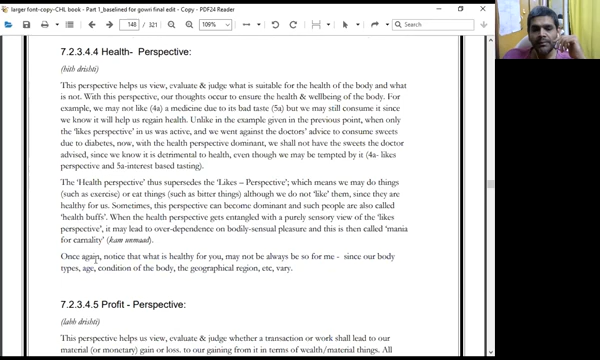 larger font-copy-CHL book - Part 1_baselined for gowri final edit - Copy - PDF24 Reader
148 / 321
109%
Search
7.2.3.4.4 Health- Perspective:
(hith drishti)
This perspective helps us view, evaluate & judge what is suitable for the health of the body and what
is not. With this perspective, our thoughts occur to ensure the health & wellbeing of the body. For
example, we may not like (4a) a medicine due to its bad taste (5a) but we may still consume it since
we know it will help us regain health. Unlike in the example given in the previous point, when only
the 'likes perspective' in us was active, and we went against the doctors' advice to consume sweets
due to diabetes, now, with the health perspective dominant, we shall not have the sweets the doctor
advised, since we know it is detrimental to health, even though we may be tempted by it (4a- likes
perspective and 5a-interest based tasting).
The 'Health perspective' thus supersedes the 'Likes – Perspective'; which means we may do things
(such as exercise) or eat things (such as bitter things) although we do not 'like' them, since they are
healthy for us. Sometimes, this perspective can become dominant and such people are also called
'health buffs'. When the health perspective gets entangled with a purely sensory view of the 'likes
perspective', it may lead to over-dependence on bodily-sensual pleasure and this is then called 'mania
for carnality' (kam unmaad)
Once again, notice that what is healthy for you, may not be always be so for me - since our body
types, age, condition of the body, the geographical region, etc, vary.
7.2.3.4.5 Profit - Perspective:
(labh drishti)
This perspective helps us view, evaluate & judge whether a transaction or work shall lead to our
material (or monetary) gain or loss. to our gaining from it in terms of wealth/material things. All